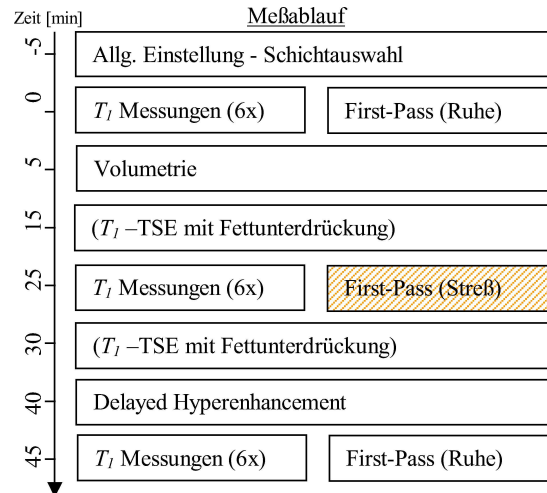 Zeit [min] Meßablauf
-5 Allg. Einstellung - Schichtauswahl
0 T1 Messungen (6x) First-Pass (Ruhe)
5 Volumetrie
15 (T1 –TSE mit Fettunterdrückung)
25 T1 Messungen (6x) First-Pass (Streß)
30 (T1 –TSE mit Fettunterdrückung)
40 Delayed Hyperenhancement
45 T1 Messungen (6x) First-Pass (Ruhe)